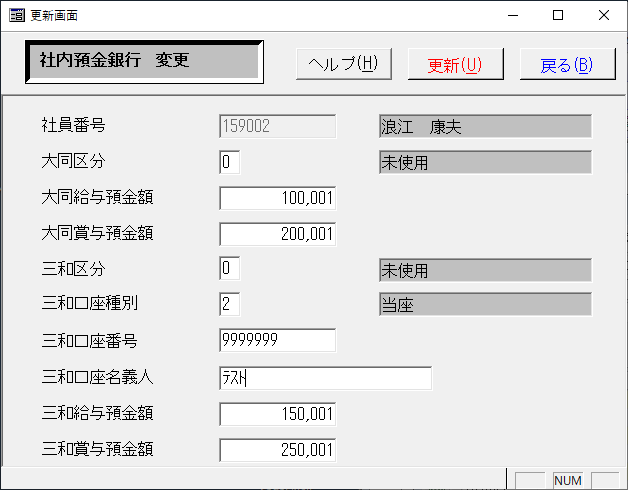 更新画面
社内預金銀行　変更
ヘルプ(H)
更新(U)
戻る(B)
社員番号 159002 浪江　康夫
大同区分 0 未使用
大同給与預金額 100,001
大同賞与預金額 200,001
三和区分 0 未使用
三和口座種別 2 当座
三和口座番号 9999999
三和口座名義人 ﾃｽﾄ
三和給与預金額 150,001
三和賞与預金額 250,001
NUM